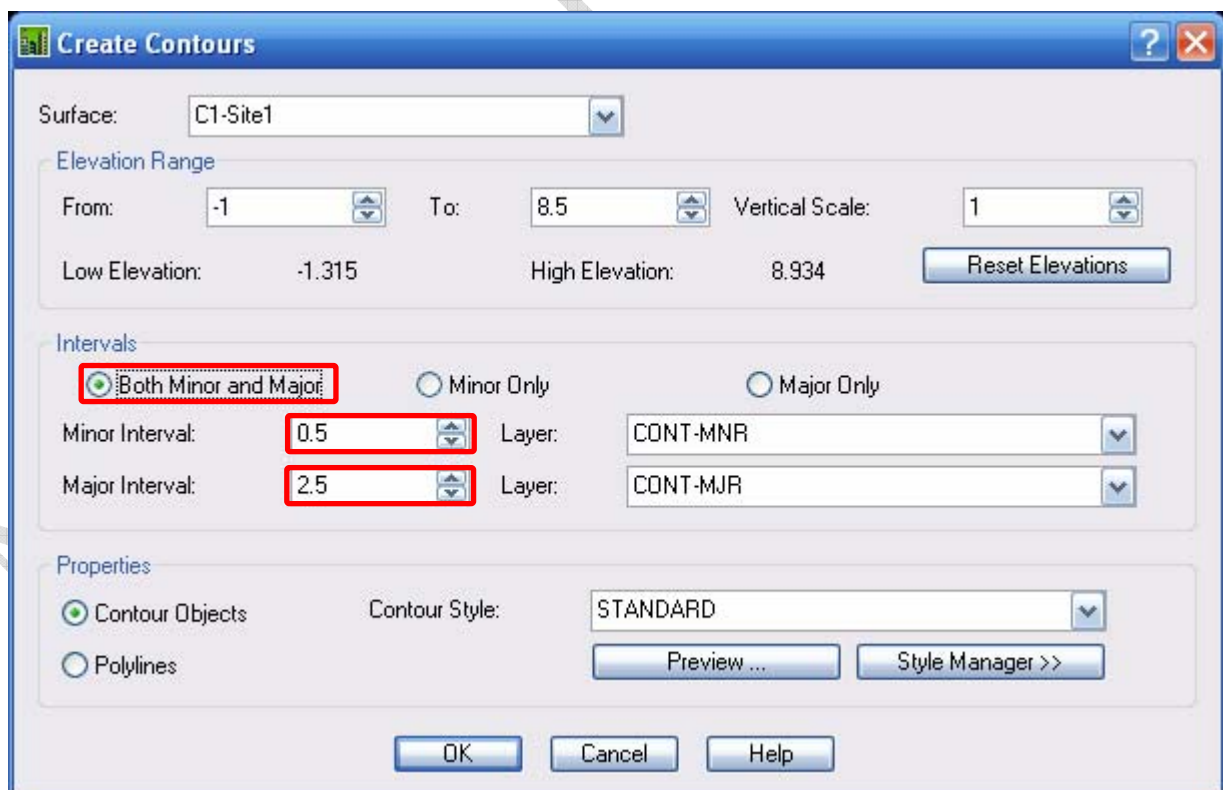 Create Contours
Surface: C1-Site1
Elevation Range
From: -1 To: 8.5 Vertical Scale: 1
Low Elevation: -1.315 High Elevation: 8.934 Reset Elevations
Intervals
Both Minor and Major Minor Only Major Only
Minor Interval: 0.5 Layer: CONT-MNR
Major Interval: 2.5 Layer: CONT-MJR
Properties
Contour Objects Contour Style: STANDARD
Polylines Preview ... Style Manager >>
OK Cancel Help